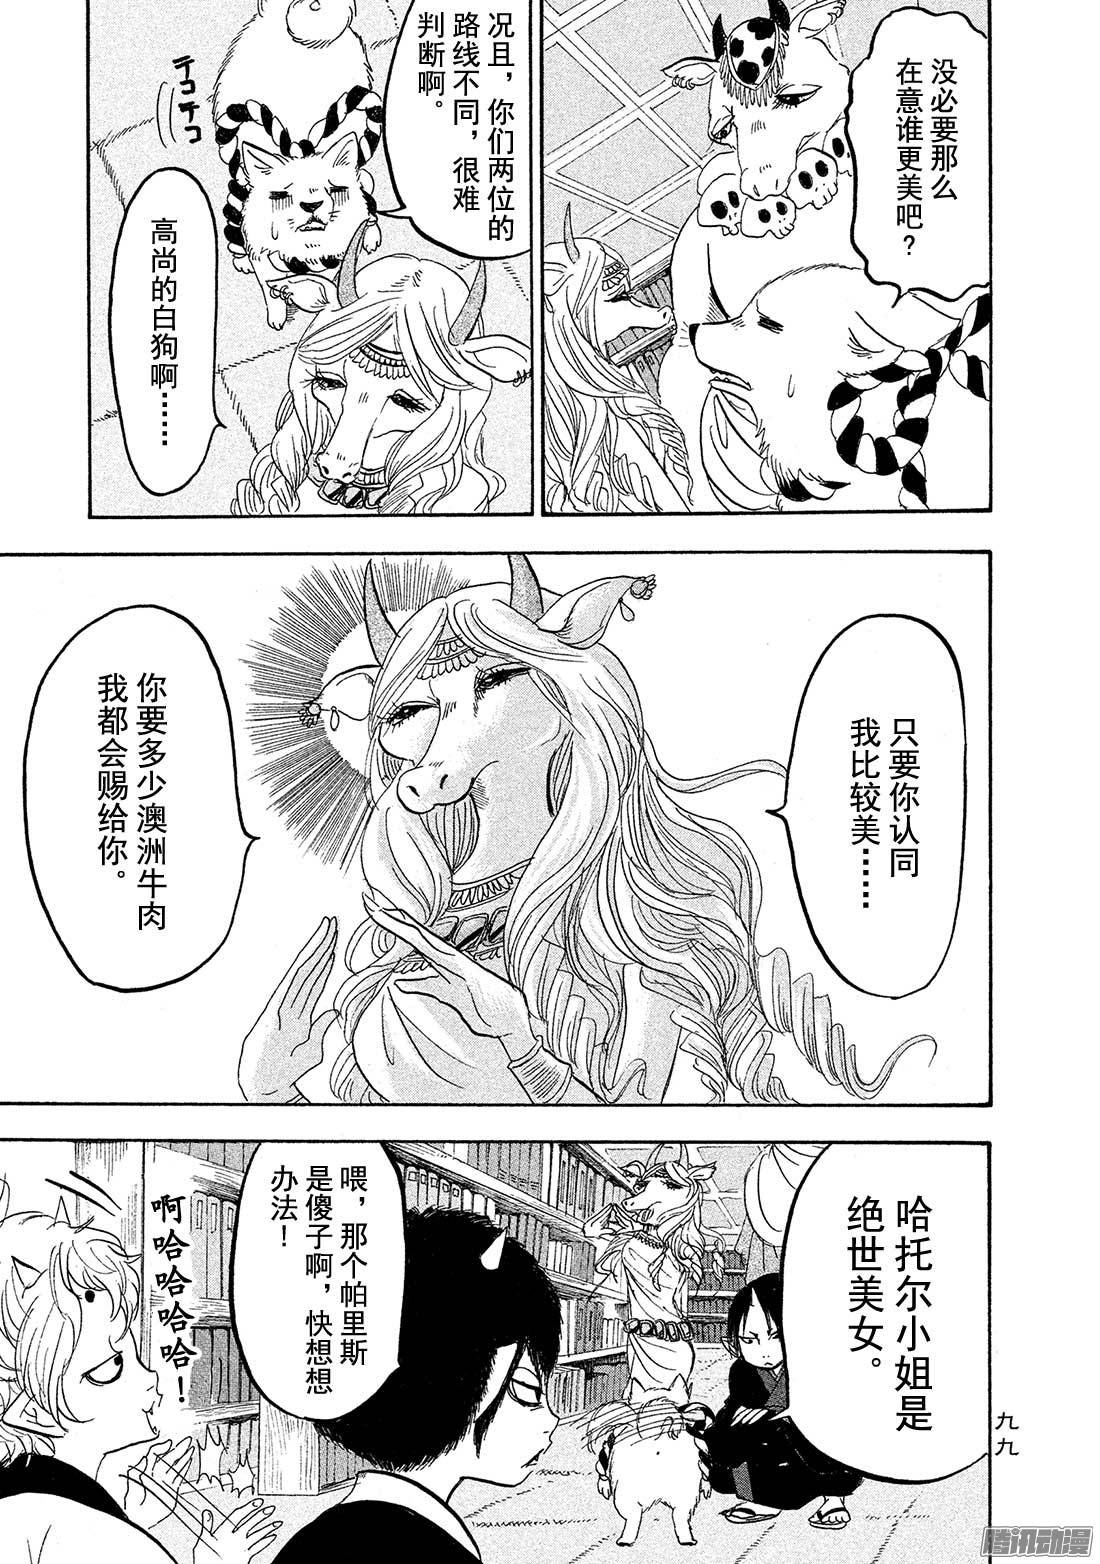 没必要那么
在意谁更美吧？
况且，你们两位的
路线不同，很难
判断啊。
テコテコ
高尚的白狗啊……
只要你认同
我比较美……
你要多少澳洲牛肉
我都会赐给你。
哈托尔小姐是
绝世美女。
喂，那个帕里斯
是傻子啊，快想想
办法！
啊哈哈哈哈！
九九
腾讯动漫